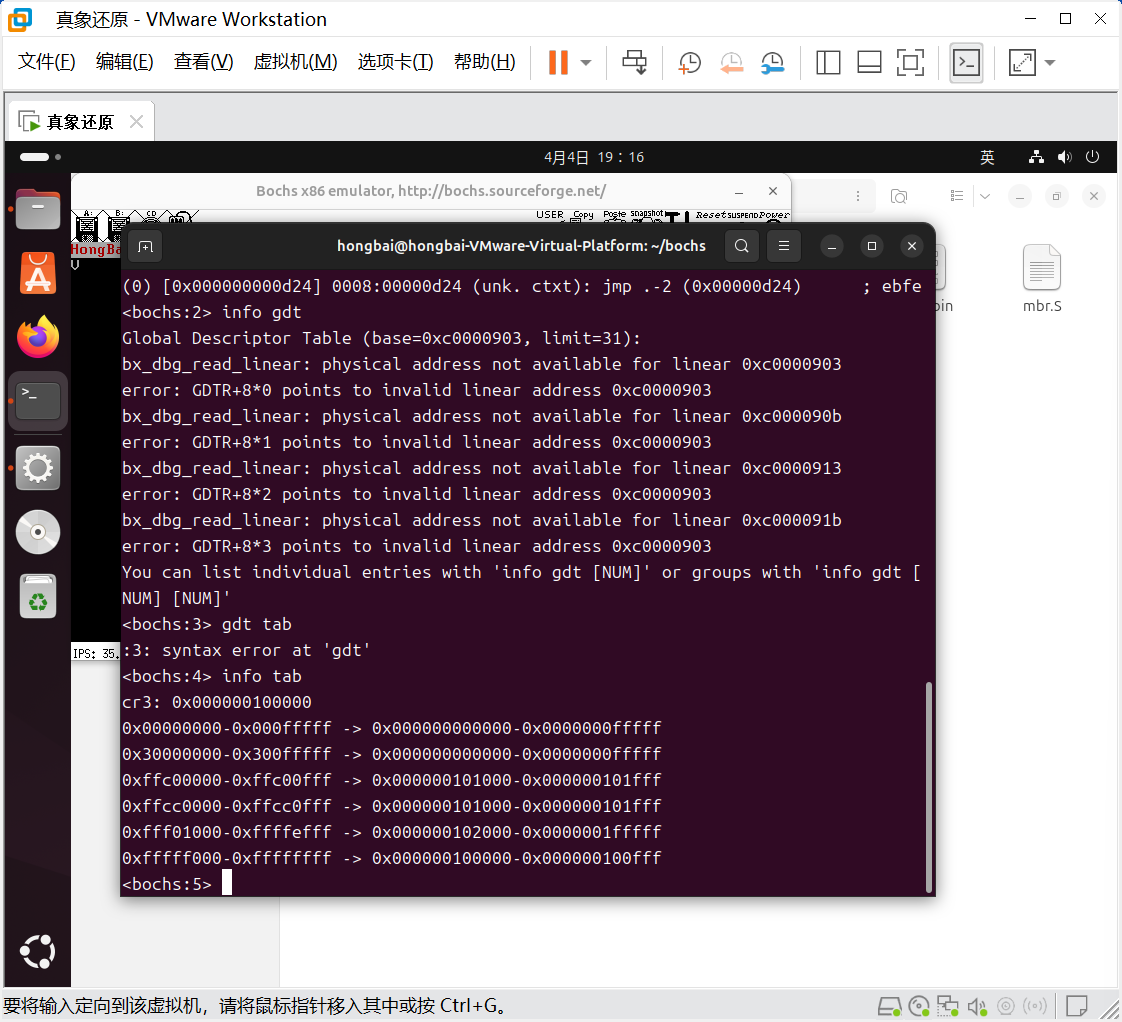 真象还原 - VMware Workstation
文件(F) 编辑(E) 查看(V) 虚拟机(M) 选项卡(T) 帮助(H)
真象还原
4月4日 19：16
英
Bochs x86 emulator, http://bochs.sourceforge.net/
A: B: CD USER Copy Paste snapshot Reset SUSPEND Power
HongBa
V
hongbai@hongbai-VMware-Virtual-Platform: ~/bochs
(0) [0x000000000d24] 0008:00000d24 (unk. ctxt): jmp .-2 (0x00000d24) ; ebfe
<bochs:2> info gdt
Global Descriptor Table (base=0xc0000903, limit=31):
bx_dbg_read_linear: physical address not available for linear 0xc0000903
error: GDTR+8*0 points to invalid linear address 0xc0000903
bx_dbg_read_linear: physical address not available for linear 0xc000090b
error: GDTR+8*1 points to invalid linear address 0xc0000903
bx_dbg_read_linear: physical address not available for linear 0xc0000913
error: GDTR+8*2 points to invalid linear address 0xc0000903
bx_dbg_read_linear: physical address not available for linear 0xc000091b
error: GDTR+8*3 points to invalid linear address 0xc0000903
You can list individual entries with 'info gdt [NUM]' or groups with 'info gdt [
NUM] [NUM]'
<bochs:3> gdt tab
:3: syntax error at 'gdt'
<bochs:4> info tab
cr3: 0x000000100000
0x00000000-0x000fffff -> 0x000000000000-0x0000000fffff
0x30000000-0x300fffff -> 0x000000000000-0x0000000fffff
0xffc00000-0xffc00fff -> 0x000000101000-0x000000101fff
0xffcc0000-0xffcc0fff -> 0x000000101000-0x000000101fff
0xfff01000-0xffffefff -> 0x000000102000-0x0000001fffff
0xfffff000-0xffffffff -> 0x000000100000-0x000000100fff
<bochs:5>
IPS: 35.
bin
mbr.S
要将输入定向到该虚拟机，请将鼠标指针移入其中或按 Ctrl+G。